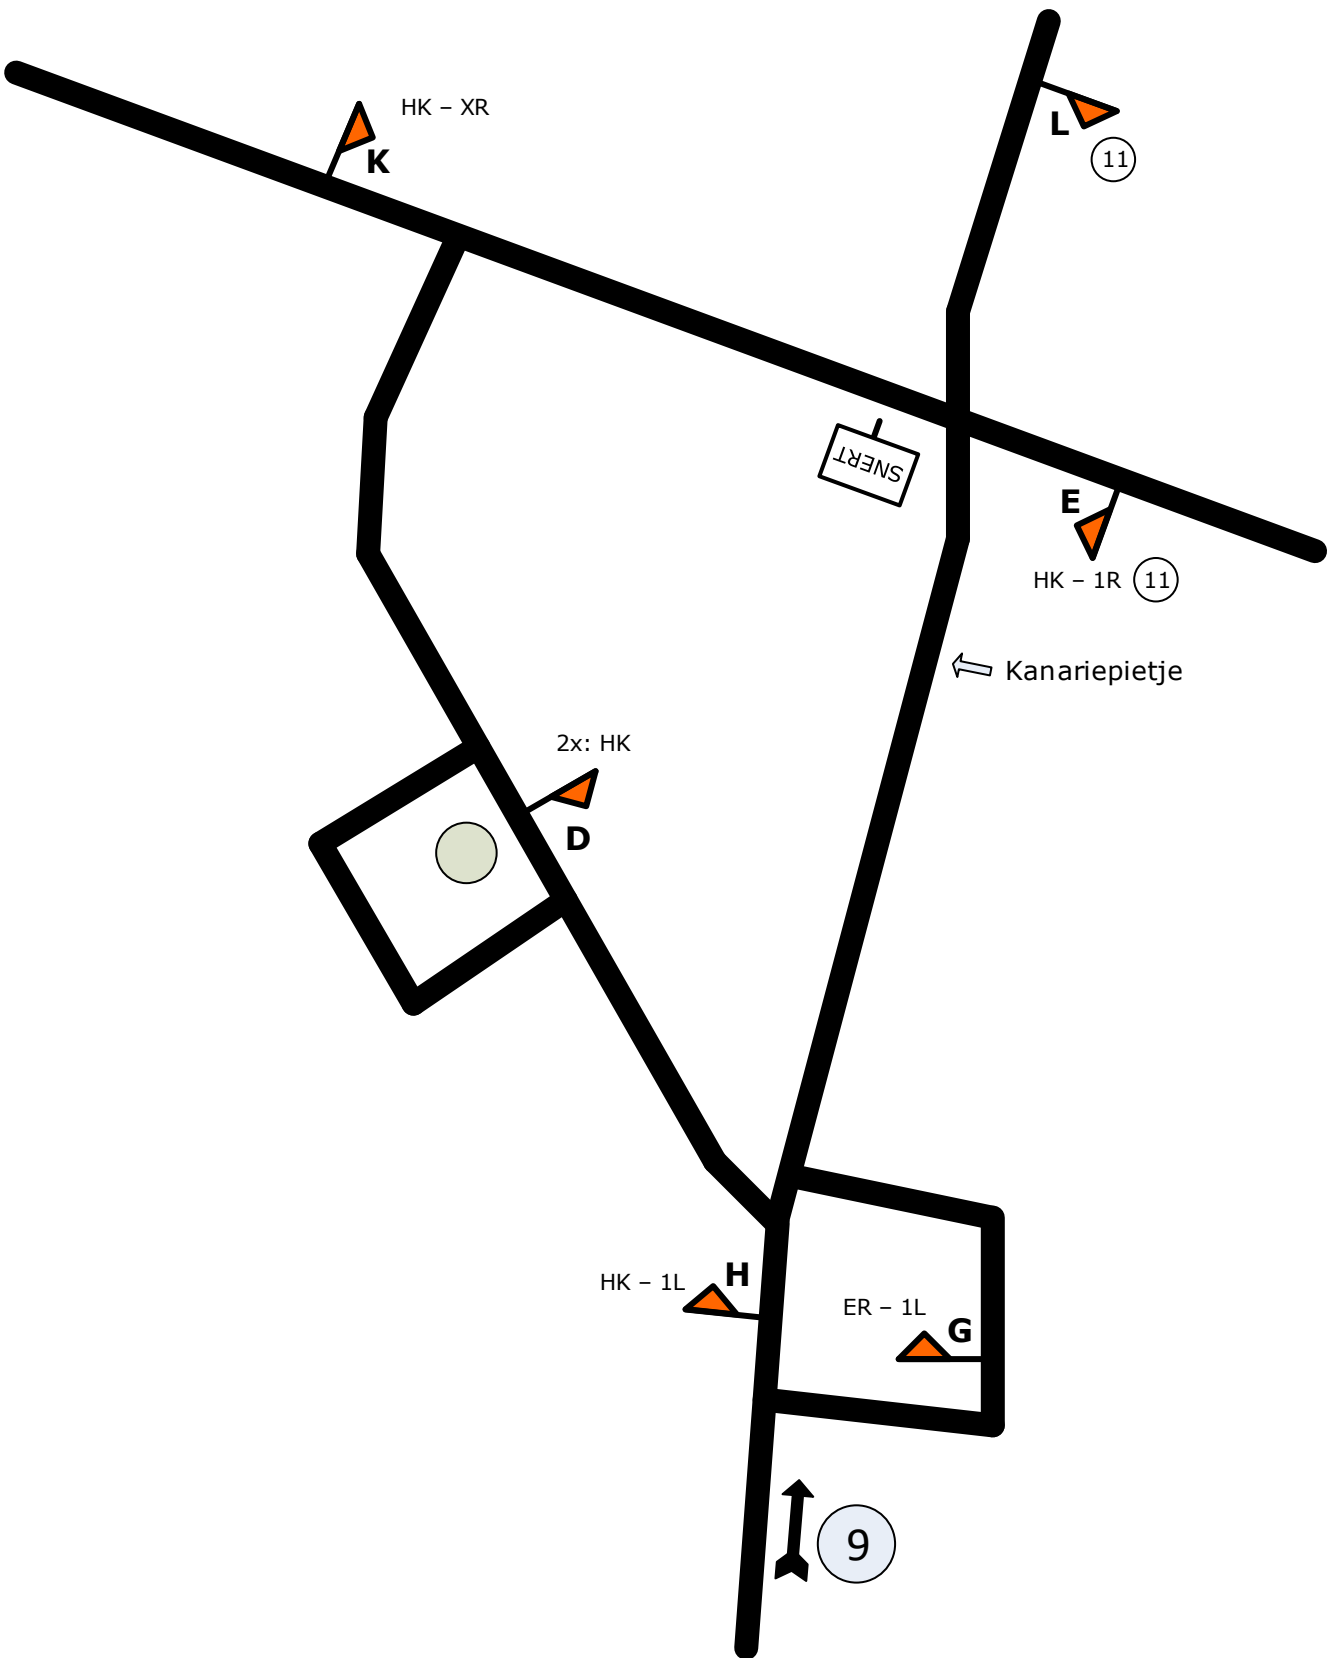 HK – XR
K
L
11
SNERT
E
HK – 1R 11
Kanariepietje
2x: HK
D
H
HK – 1L
ER – 1L
G
9